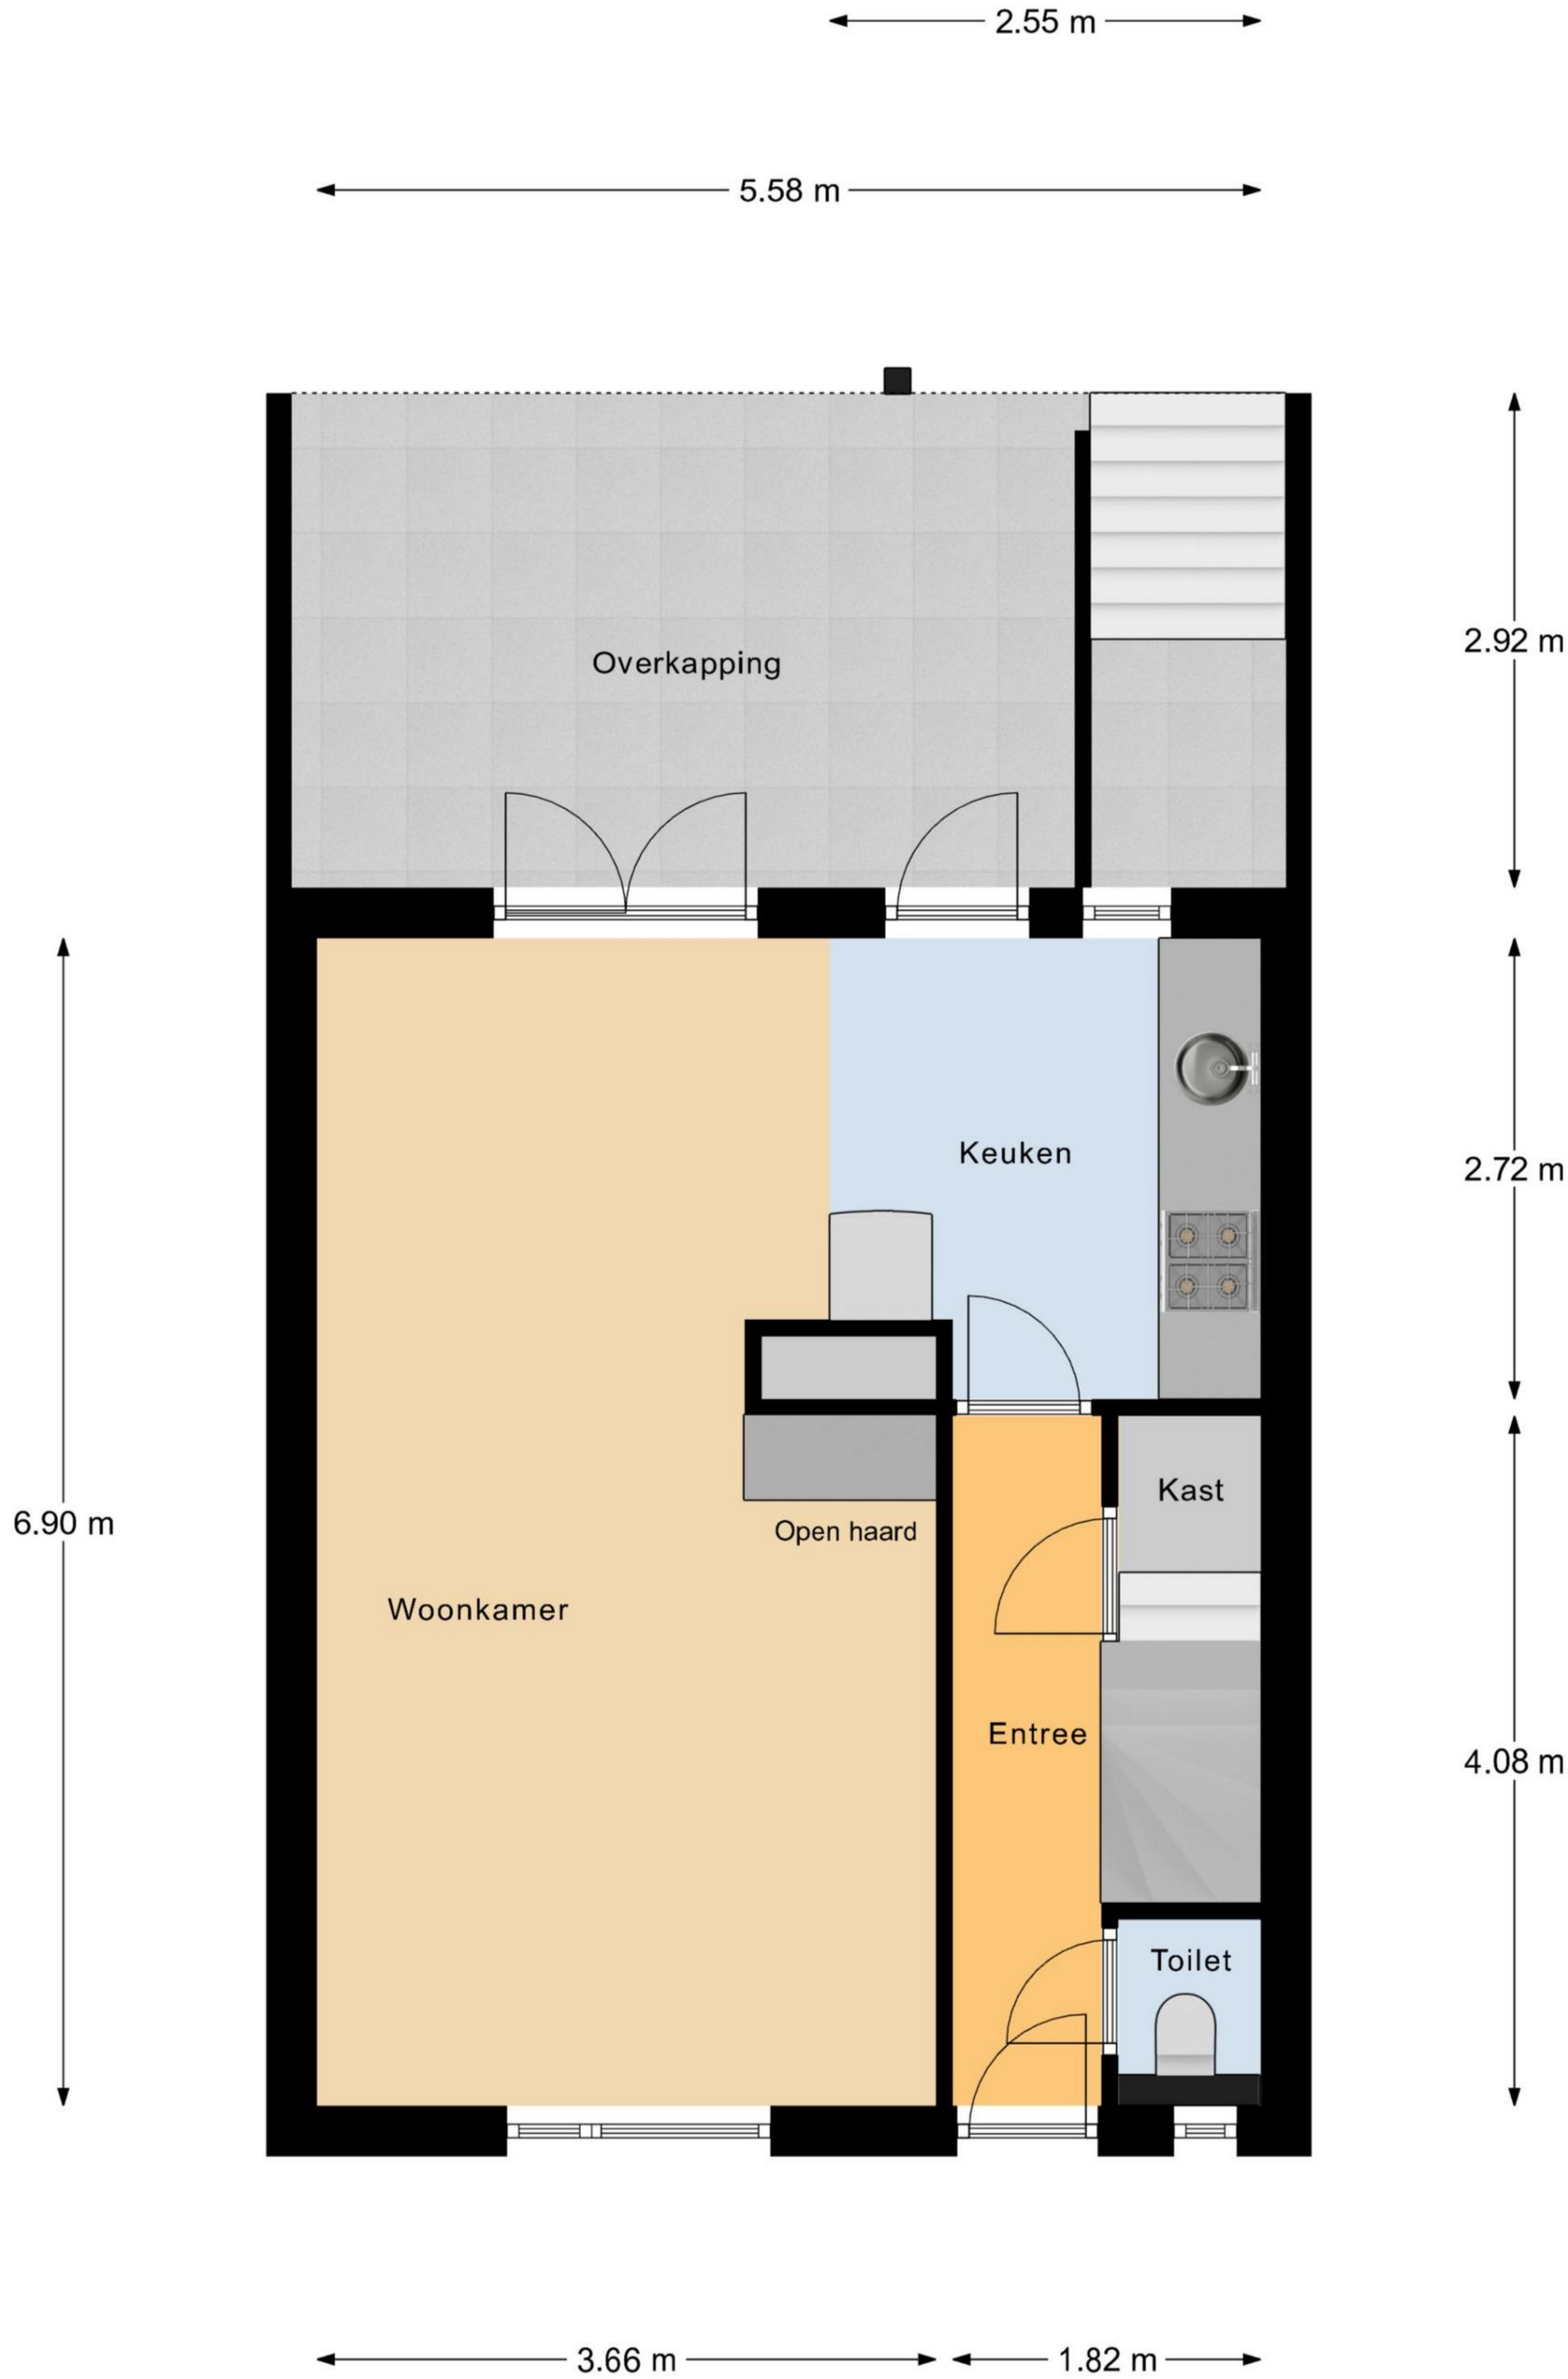 2.55 m
5.58 m
Overkapping
2.92 m
Keuken
2.72 m
Kast
6.90 m
Open haard
Woonkamer
Entree
4.08 m
Toilet
3.66 m
1.82 m